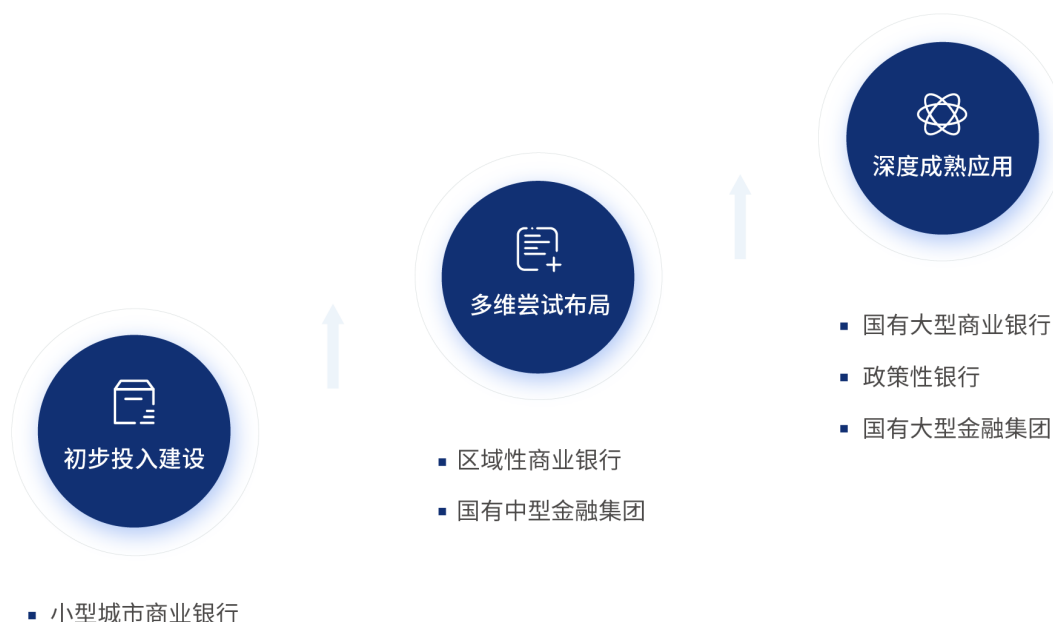 初步投入建设
小型城市商业银行
多维尝试布局
区域性商业银行
国有中型金融集团
深度成熟应用
国有大型商业银行
政策性银行
国有大型金融集团